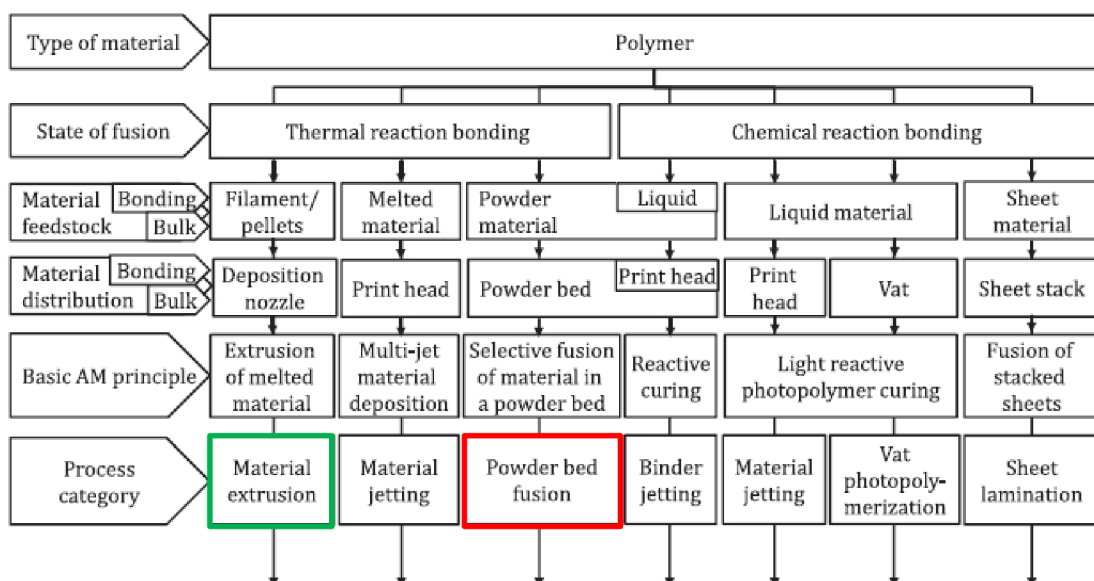 Type of material
Polymer
State of fusion
Thermal reaction bonding
Chemical reaction bonding
Material
feedstock
Bonding
Bulk
Filament/
pellets
Melted
material
Powder
material
Liquid
Liquid material
Sheet
material
Material
distribution
Bonding
Bulk
Deposition
nozzle
Print head
Powder bed
Print head
Print
head
Vat
Sheet stack
Basic AM principle
Extrusion
of melted
material
Multi-jet
material
deposition
Selective fusion
of material in
a powder bed
Reactive
curing
Light reactive
photopolymer curing
Fusion of
stacked
sheets
Process
category
Material
extrusion
Material
jetting
Powder bed
fusion
Binder
jetting
Material
jetting
Vat
photopoly-
merization
Sheet
lamination